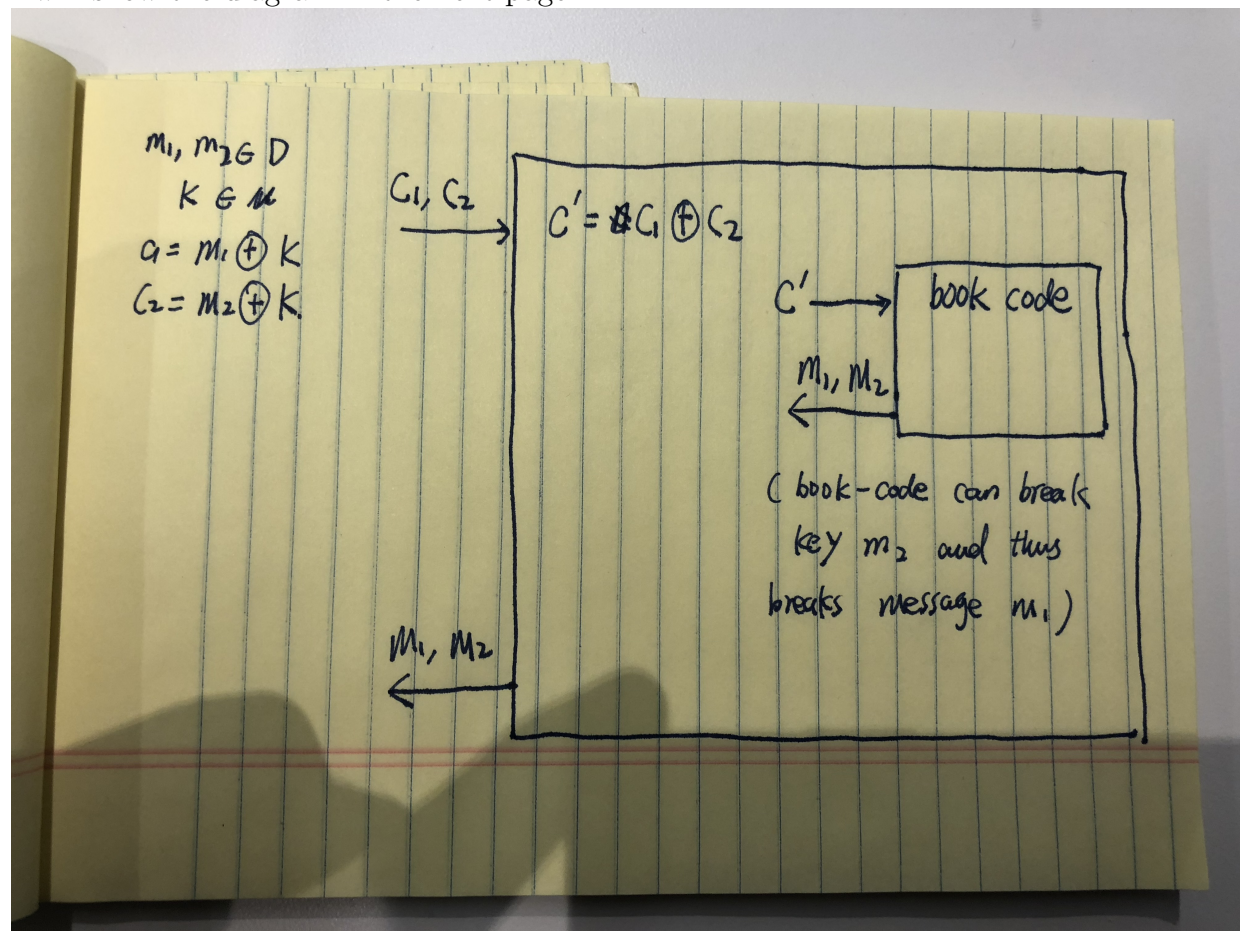 m₁, m₂ ∈ D
K ∈ u
C₁ = m₁ ⊕ K
C₂ = m₂ ⊕ K.
C₁, C₂
C' = C₁ ⊕ C₂
C'
book code
m₁, m₂
( book-code can break
key m₂ and thus
breaks message m₁ )
m₁, m₂